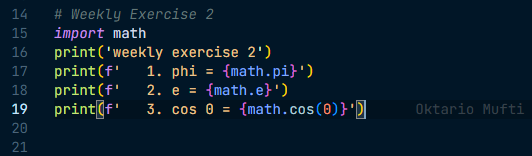 14 # Weekly Exercise 2
15 import math
16 print('weekly exercise 2')
17 print(f'   1. phi = {math.pi}')
18 print(f'   2. e = {math.e}')
19 print(f'   3. cos 0 = {math.cos(0)}') Oktario Mufti
20
21